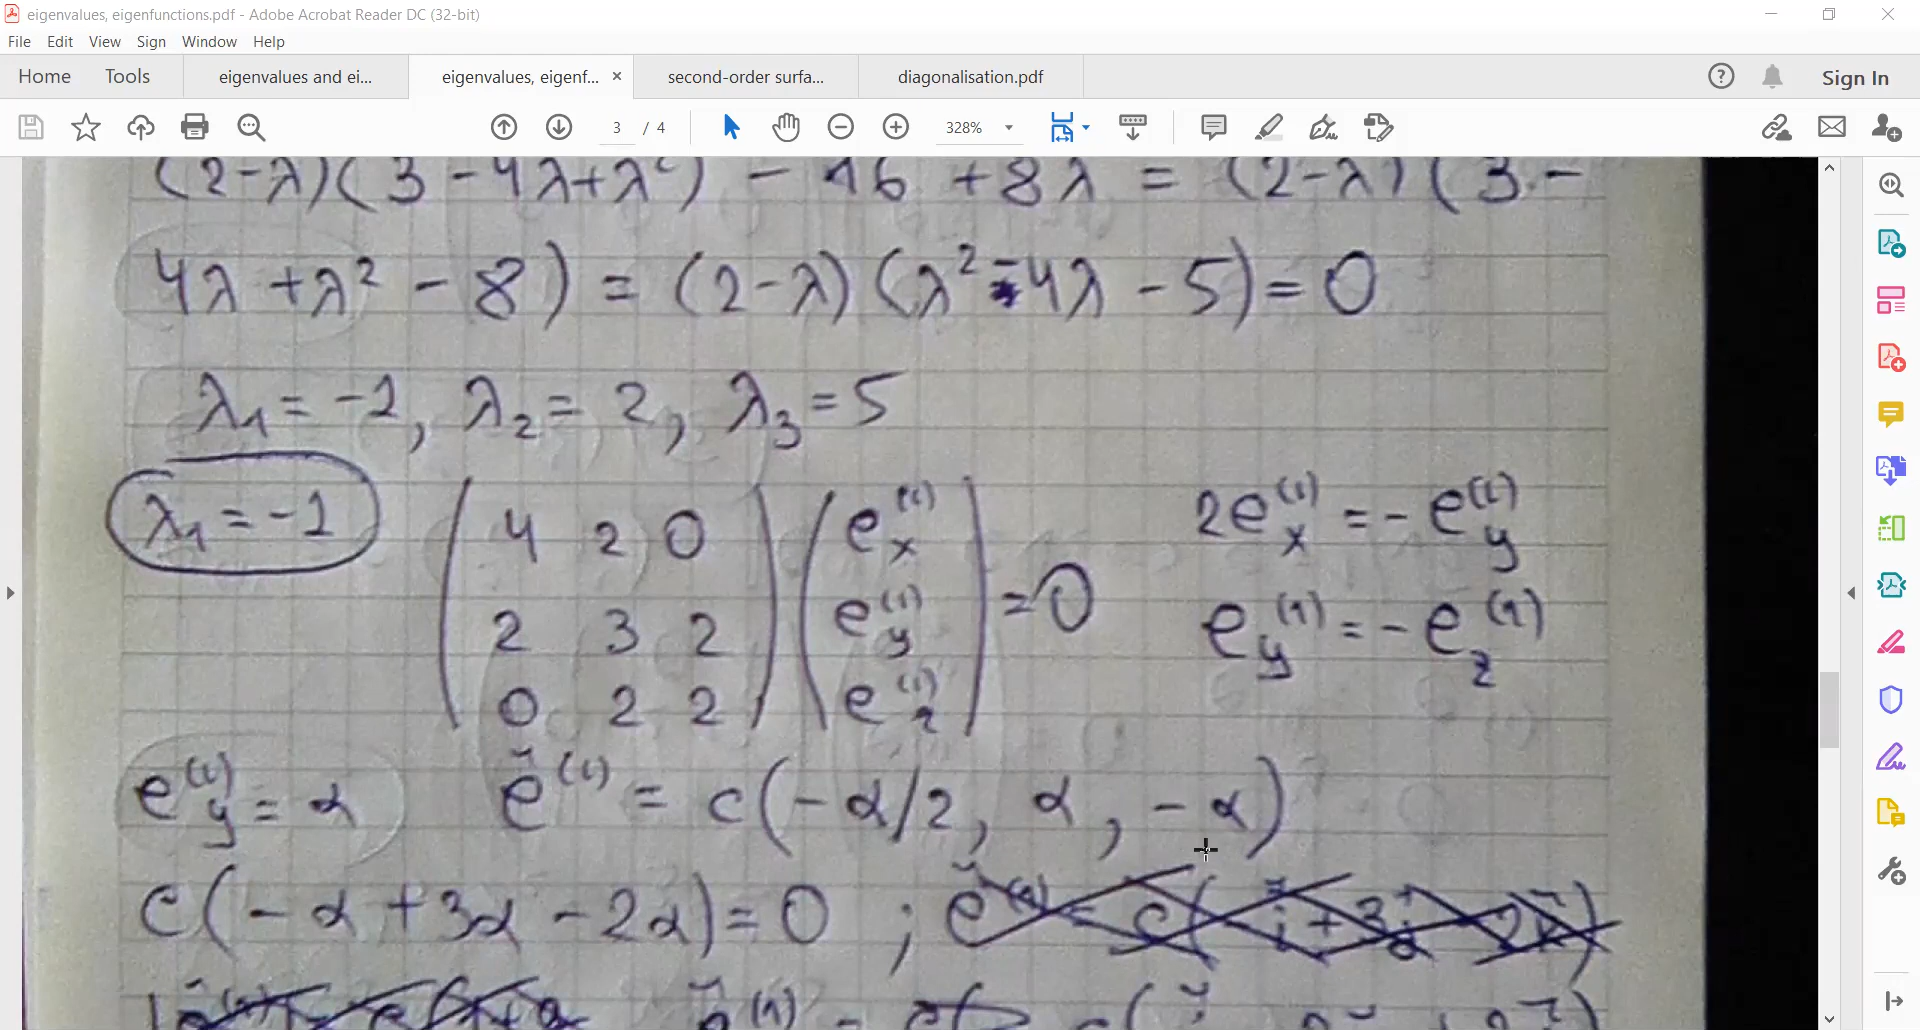 eigenvalues, eigenfunctions.pdf - Adobe Acrobat Reader DC (32-bit)
File Edit View Sign Window Help
Home Tools eigenvalues and ei... eigenvalues, eigenf... × second-order surfa... diagonalisation.pdf Sign In
3 / 4 328%
(2-λ)(3-4λ+λ²) - 16 + 8λ = (2-λ)(3-
4λ+λ²-8) = (2-λ)(λ²-4λ-5) = 0
λ₁ = -1, λ₂ = 2, λ₃ = 5
λ₁ = -1 (4 2 0 (e_x^(1) 2e_x^(1) = -e_y^(1)
2 3 2 e_y^(1) = 0 e_y^(1) = -e_z^(1)
0 2 2) e_z^(1))
e_y^(1) = α e^(1) = c(-α/2, α, -α)
c(-α+3α-2α) = 0 ;